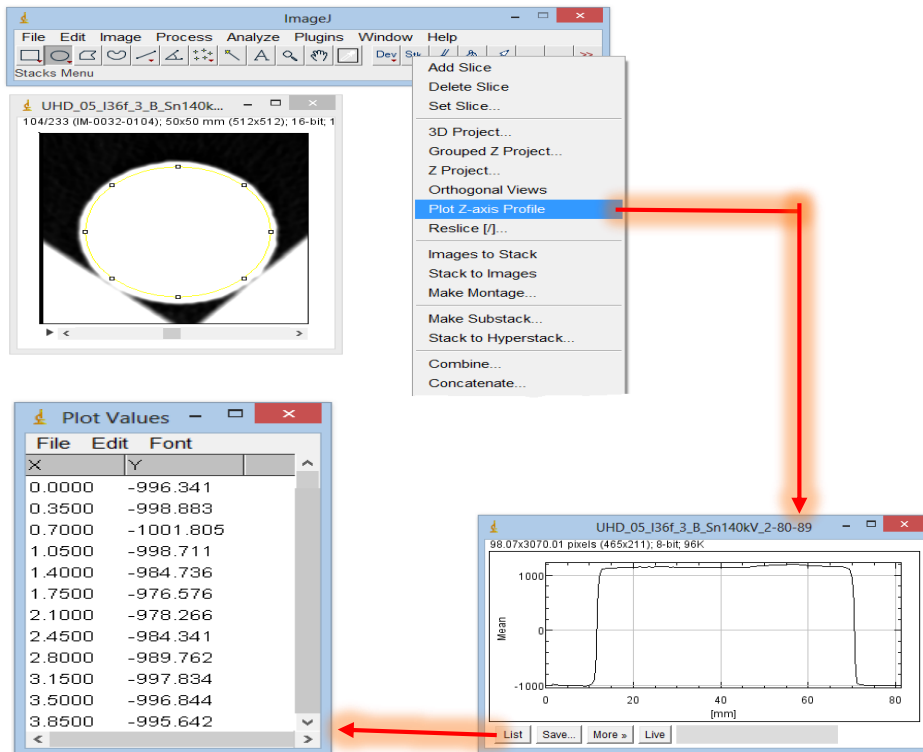 ImageJ
File Edit Image Process Analyze Plugins Window Help
A Dev Stk >>
Stacks Menu
Add Slice
Delete Slice
Set Slice...
3D Project...
Grouped Z Project...
Z Project...
Orthogonal Views
Plot Z-axis Profile
Reslice [/]...
Images to Stack
Stack to Images
Make Montage...
Make Substack...
Stack to Hyperstack...
Combine...
Concatenate...
UHD_05_I36f_3_B_Sn140k...
104/233 (IM-0032-0104); 50x50 mm (512x512); 16-bit; 1
Plot Values
File Edit Font
X Y
0.0000 -996.341
0.3500 -998.883
0.7000 -1001.805
1.0500 -998.711
1.4000 -984.736
1.7500 -976.576
2.1000 -978.266
2.4500 -984.341
2.8000 -989.762
3.1500 -997.834
3.5000 -996.844
3.8500 -995.642
UHD_05_I36f_3_B_Sn140kV_2-80-89
98.07x3070.01 pixels (465x211); 8-bit; 96K
1000
0
-1000
Mean
0 20 40 60 80
[mm]
List Save... More » Live